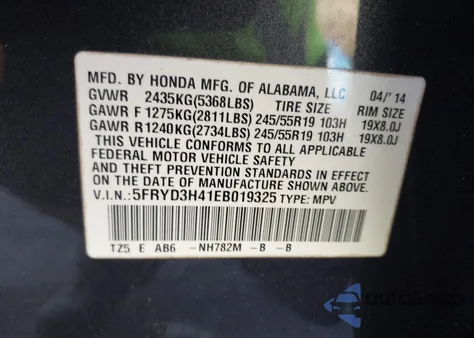 MFD. BY HONDA MFG. OF ALABAMA, LLC 04/'14
GVWR 2435KG(5368LBS) TIRE SIZE RIM SIZE
GAWR F 1275KG(2811LBS) 245/55R19 103H 19X8.0J
GAWR R 1240KG(2734LBS) 245/55R19 103H 19X8.0J
THIS VEHICLE CONFORMS TO ALL APPLICABLE
FEDERAL MOTOR VEHICLE SAFETY
AND THEFT PREVENTION STANDARDS IN EFFECT
ON THE DATE OF MANUFACTURE SHOWN ABOVE.
V.I.N.:5FRYD3H41EB019325 TYPE: MPV
TZ5 E AB6 -NH782M -B -B
autoSnap